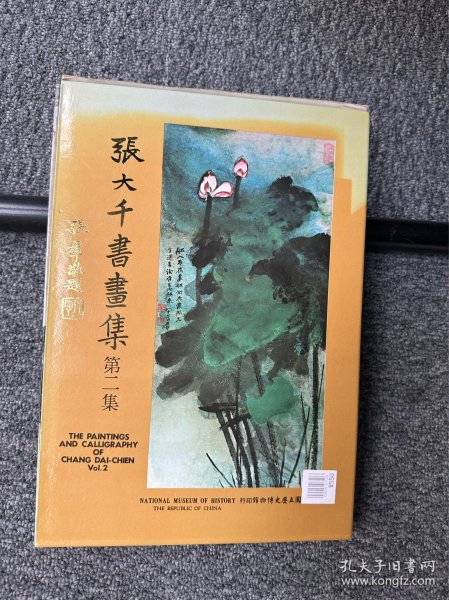 張大千書畫集
第二集
THE PAINTINGS
AND CALLIGRAPHY
OF
CHANG DAI-CHIEN
Vol.2
NATIONAL MUSEUM OF HISTORY 行印館物博史歷立國
THE REPUBLIC OF CHINA
$550
孔夫子旧书网
www.kongfz.com